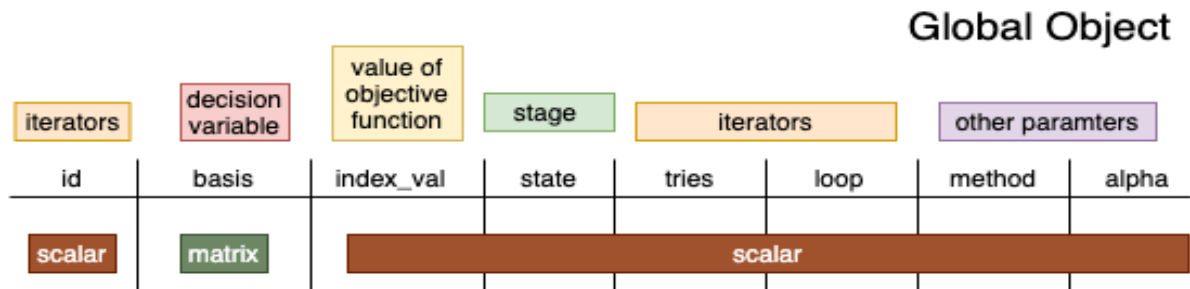 Global Object
iterators
decision
variable
value of
objective
function
stage
iterators
other paramters
id basis index_val state tries loop method alpha
scalar matrix scalar